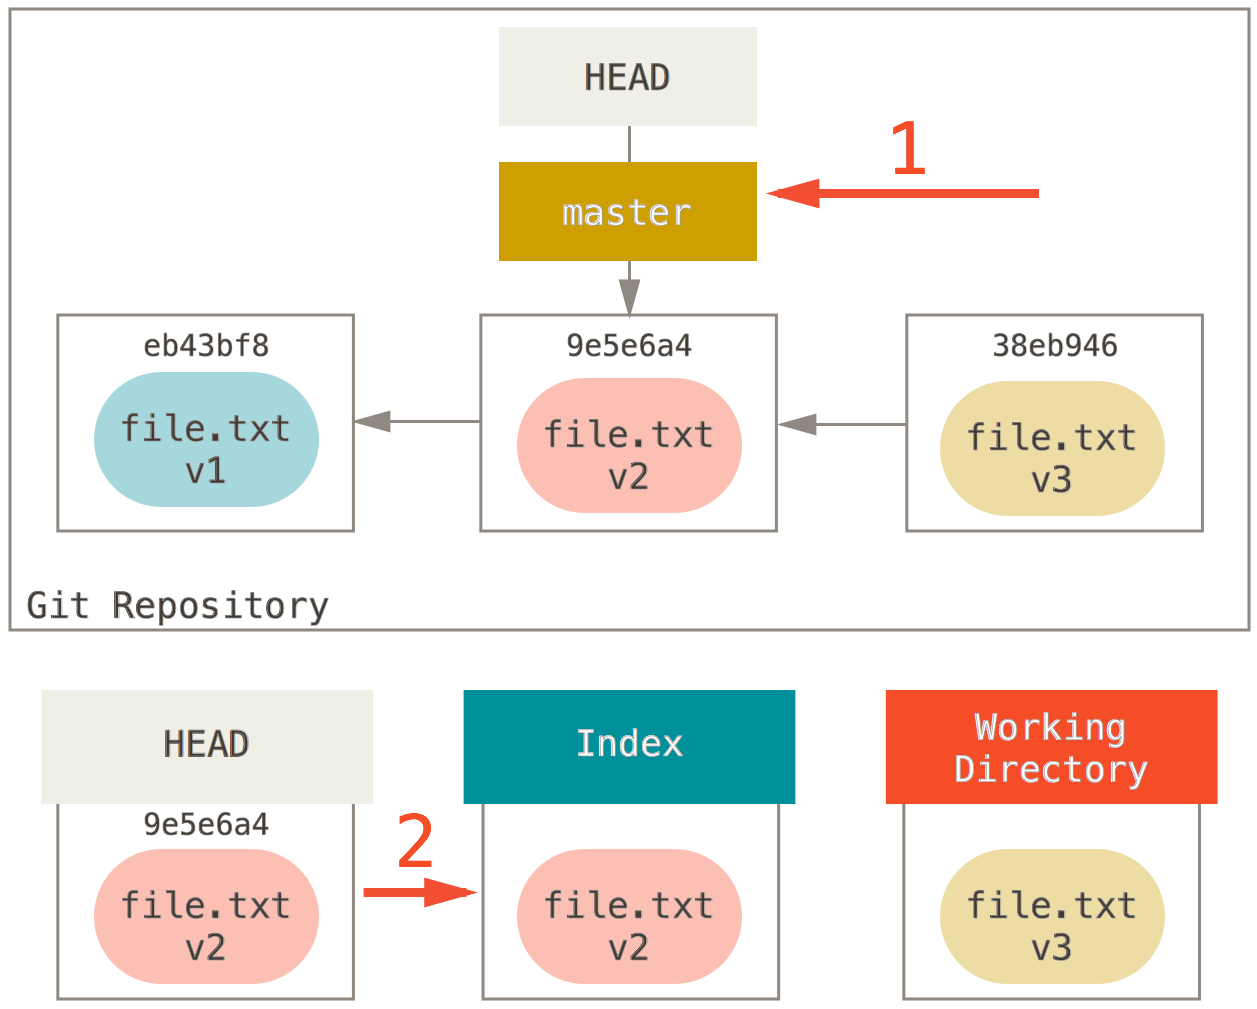 HEAD
1
master
eb43bf8
file.txt
v1
9e5e6a4
file.txt
v2
38eb946
file.txt
v3
Git Repository
HEAD
9e5e6a4
file.txt
v2
2
Index
file.txt
v2
Working
Directory
file.txt
v3